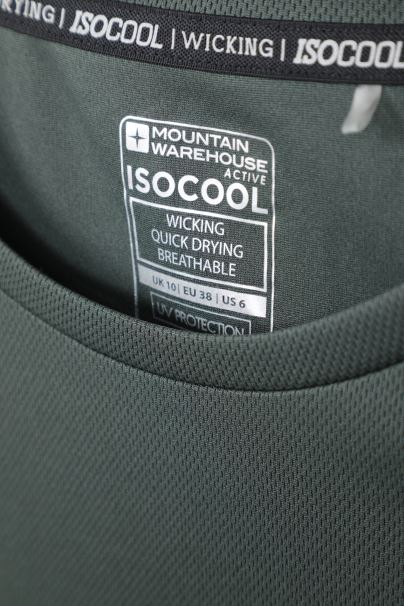 RYING | ISOCOOL | WICKING | ISOCOOL
MOUNTAIN
WAREHOUSE
ACTIVE
ISOCOOL
WICKING
QUICK DRYING
BREATHABLE
UK 10 | EU 38 | US 6
UV PROTECTION